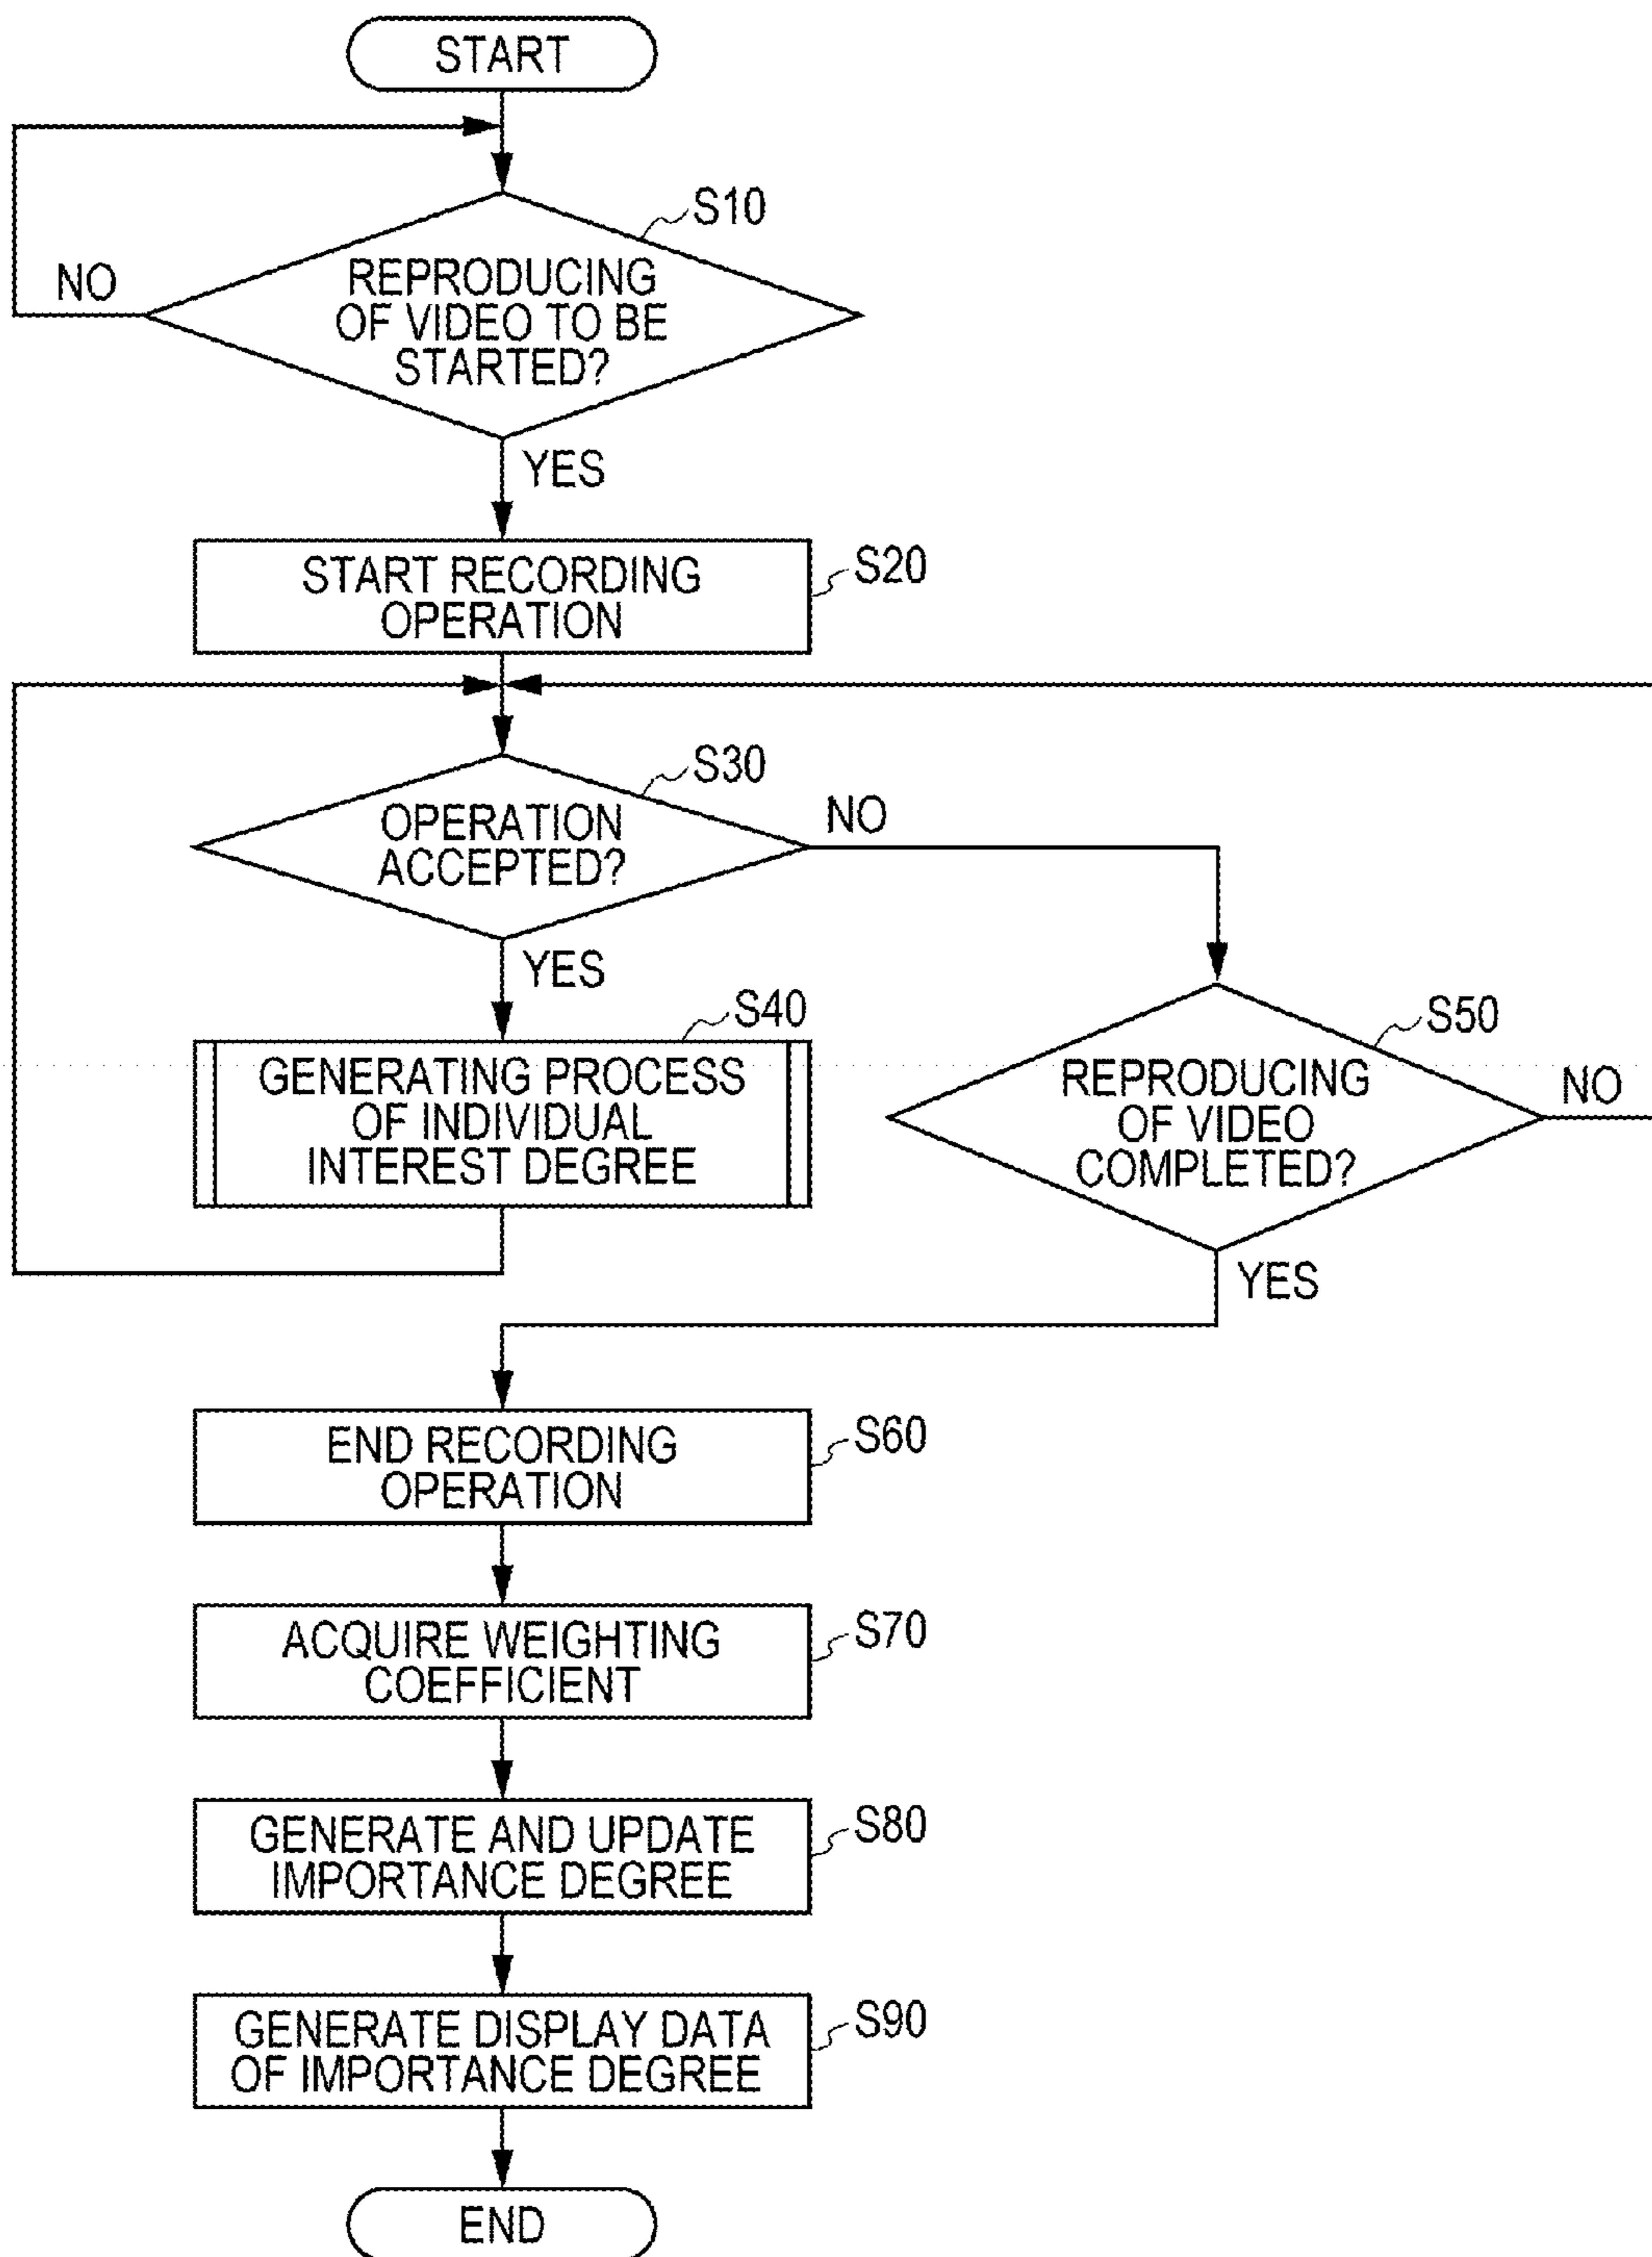 START
S10
NO
REPRODUCING
OF VIDEO TO BE
STARTED?
YES
START RECORDING
OPERATION
S20
S30
OPERATION
ACCEPTED?
NO
YES
S40
GENERATING PROCESS
OF INDIVIDUAL
INTEREST DEGREE
S50
REPRODUCING
OF VIDEO
COMPLETED?
NO
YES
END RECORDING
OPERATION
S60
ACQUIRE WEIGHTING
COEFFICIENT
S70
GENERATE AND UPDATE
IMPORTANCE DEGREE
S80
GENERATE DISPLAY DATA
OF IMPORTANCE DEGREE
S90
END